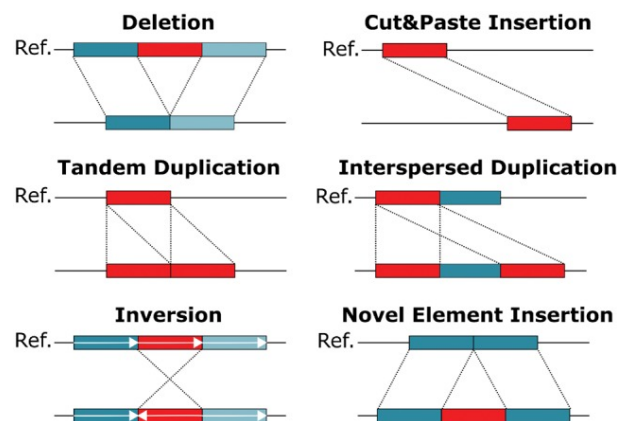 Deletion
Ref.
Cut&Paste Insertion
Ref.
Tandem Duplication
Ref.
Interspersed Duplication
Ref.
Inversion
Ref.
Novel Element Insertion
Ref.